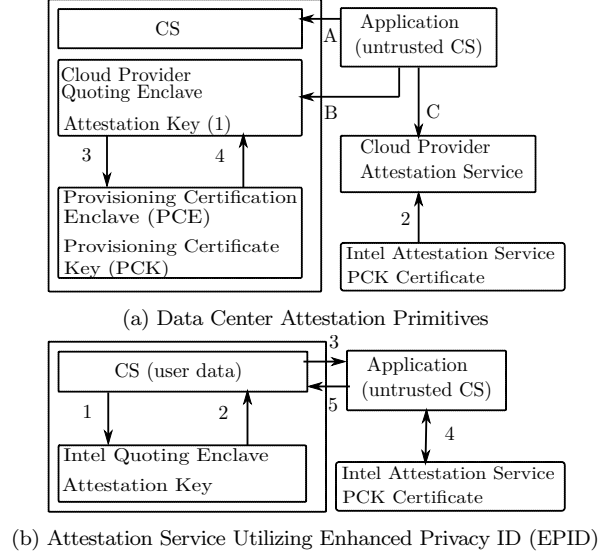 CS
A
Application
(untrusted CS)
Cloud Provider
Quoting Enclave
Attestation Key (1)
B
C
3
4
Cloud Provider
Attestation Service
Provisioning Certification
Enclave (PCE)
Provisioning Certificate
Key (PCK)
2
Intel Attestation Service
PCK Certificate
(a) Data Center Attestation Primitives
CS (user data)
3
5
Application
(untrusted CS)
1
2
4
Intel Quoting Enclave
Attestation Key
Intel Attestation Service
PCK Certificate
(b) Attestation Service Utilizing Enhanced Privacy ID (EPID)